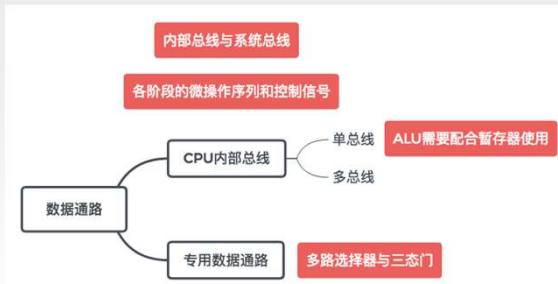 内部总线与系统总线
各阶段的微操作序列和控制信号
CPU内部总线
单总线
ALU需要配合暂存器使用
多总线
数据通路
专用数据通路
多路选择器与三态门